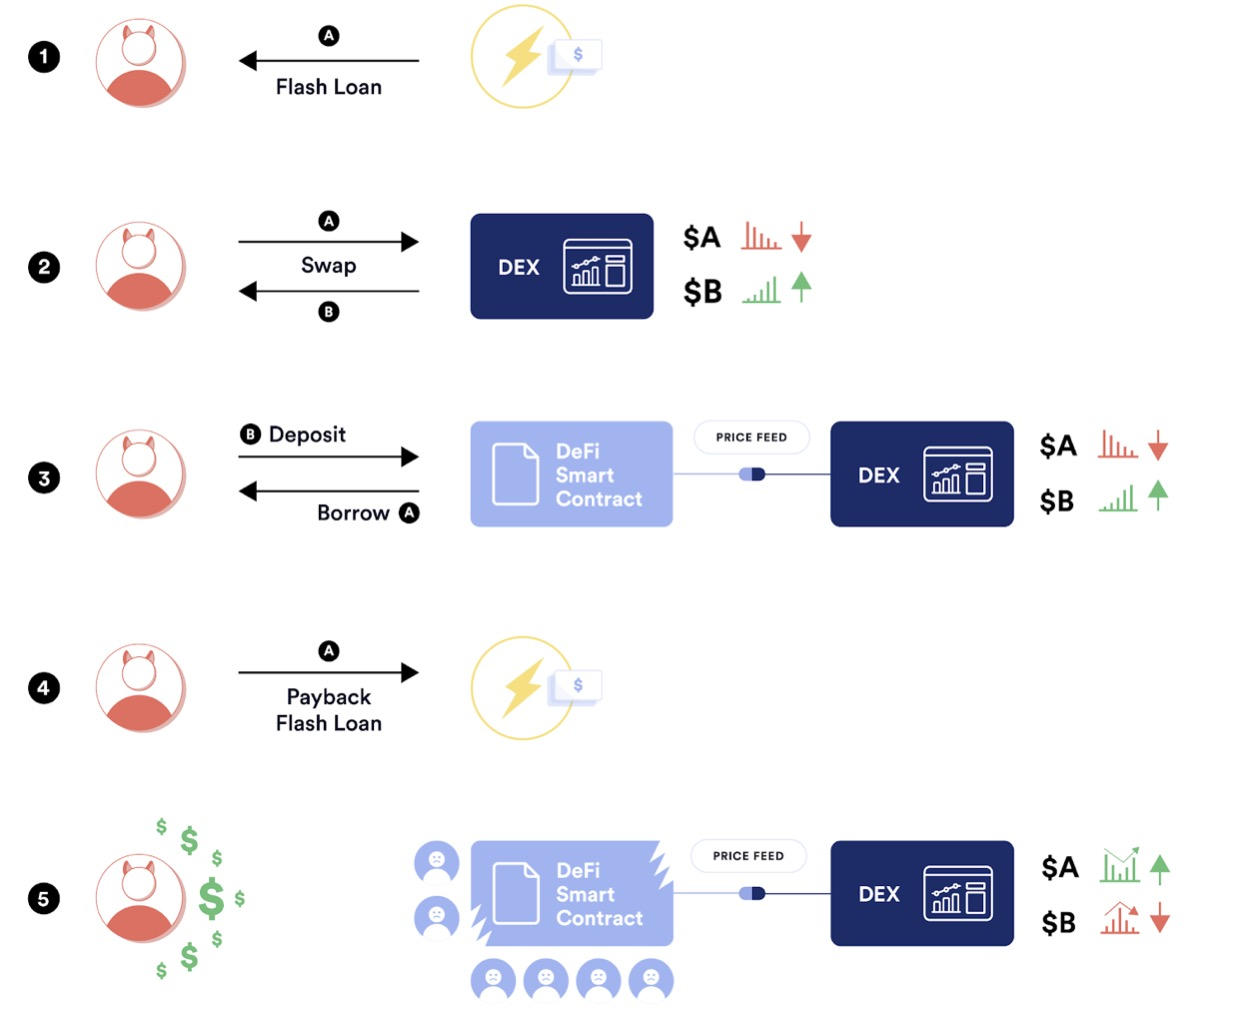 1
A
Flash Loan
$
2
A
Swap
B
DEX
$A
$B
3
B Deposit
Borrow A
DeFi
Smart
Contract
PRICE FEED
DEX
$A
$B
4
A
Payback
Flash Loan
$
5
$
$
$
$
$
$
$
$
DeFi
Smart
Contract
PRICE FEED
DEX
$A
$B